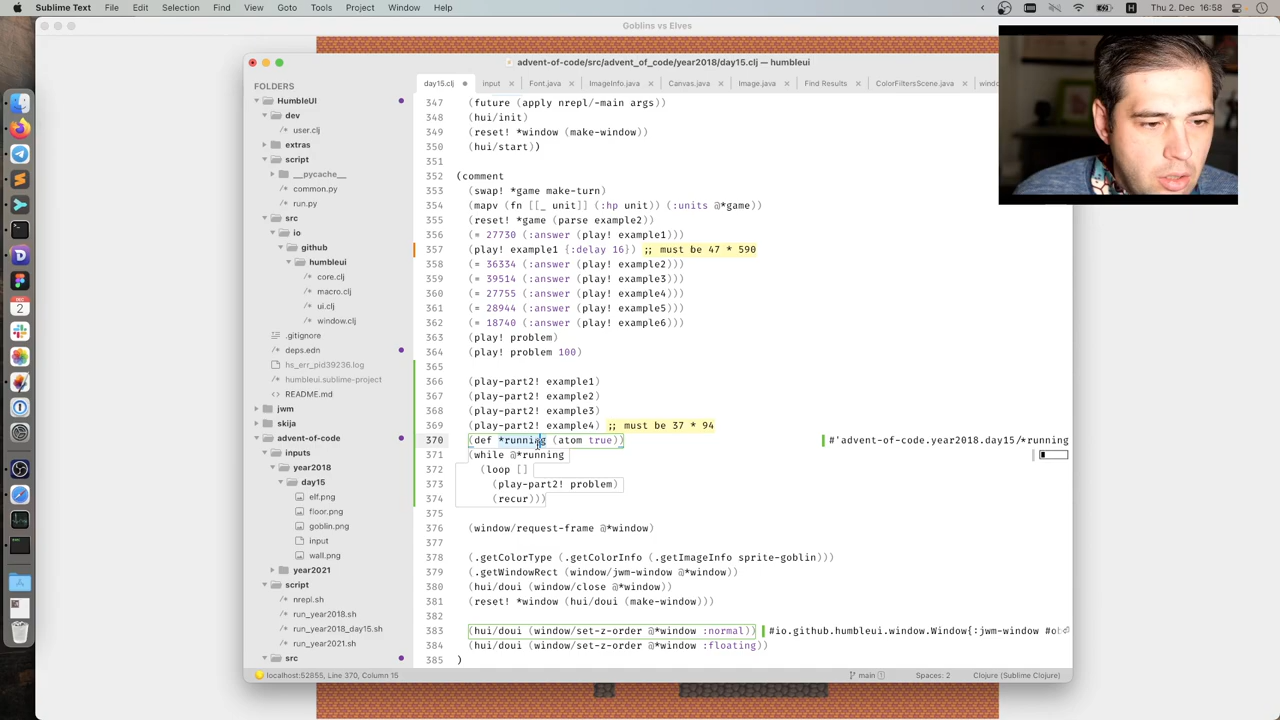 Sublime Text File Edit Selection Find View Goto Tools Project Window Help
Thu 2. Dec 16:58
Goblins vs Elves
advent-of-code/src/advent_of_code/year2018/day15.clj — humbleui
FOLDERS
HumbleUI
dev
/* user.clj
extras
script
__pycache__
/* common.py
/* run.py
src
io
github
humbleui
/* core.clj
/* macro.clj
/* ui.clj
/* window.clj
.gitignore
deps.edn
hs_err_pid39236.log
humbleui.sublime-project
README.md
jwm
skija
advent-of-code
inputs
year2018
day15
elf.png
floor.png
goblin.png
input
wall.png
year2021
script
nrepl.sh
run_year2018.sh
run_year2018_day15.sh
run_year2021.sh
src
day15.clj input × Font.java × ImageInfo.java × Canvas.java × Image.java × Find Results × ColorFiltersScene.java ×
347 (future (apply nrepl/-main args))
348 (hui/init)
349 (reset! *window (make-window))
350 (hui/start))
351
352 (comment
353 (swap! *game make-turn)
354 (mapv (fn [[_ unit]] (:hp unit)) (:units @*game))
355 (reset! *game (parse example2))
356 (= 27730 (:answer (play! example1)))
357 (play! example1 {:delay 16}) ;; must be 47 * 590
358 (= 36334 (:answer (play! example2)))
359 (= 39514 (:answer (play! example3)))
360 (= 27755 (:answer (play! example4)))
361 (= 28944 (:answer (play! example5)))
362 (= 18740 (:answer (play! example6)))
363 (play! problem)
364 (play! problem 100)
365
366 (play-part2! example1)
367 (play-part2! example2)
368 (play-part2! example3)
369 (play-part2! example4) ;; must be 37 * 94
370 (def *running (atom true)) #'advent-of-code.year2018.day15/*running
371 (while @*running
372 (loop []
373 (play-part2! problem)
374 (recur)))
375
376 (window/request-frame @*window)
377
378 (.getColorType (.getColorInfo (.getImageInfo sprite-goblin)))
379 (.getWindowRect (window/jwm-window @*window))
380 (hui/doui (window/close @*window))
381 (reset! *window (hui/doui (make-window)))
382
383 (hui/doui (window/set-z-order @*window :normal)) #io.github.humbleui.window.Window{:jwm-window #ob
384 (hui/doui (window/set-z-order @*window :floating))
385 )
localhost:52855, Line 370, Column 15 main 1 Spaces: 2 Clojure (Sublime Clojure)